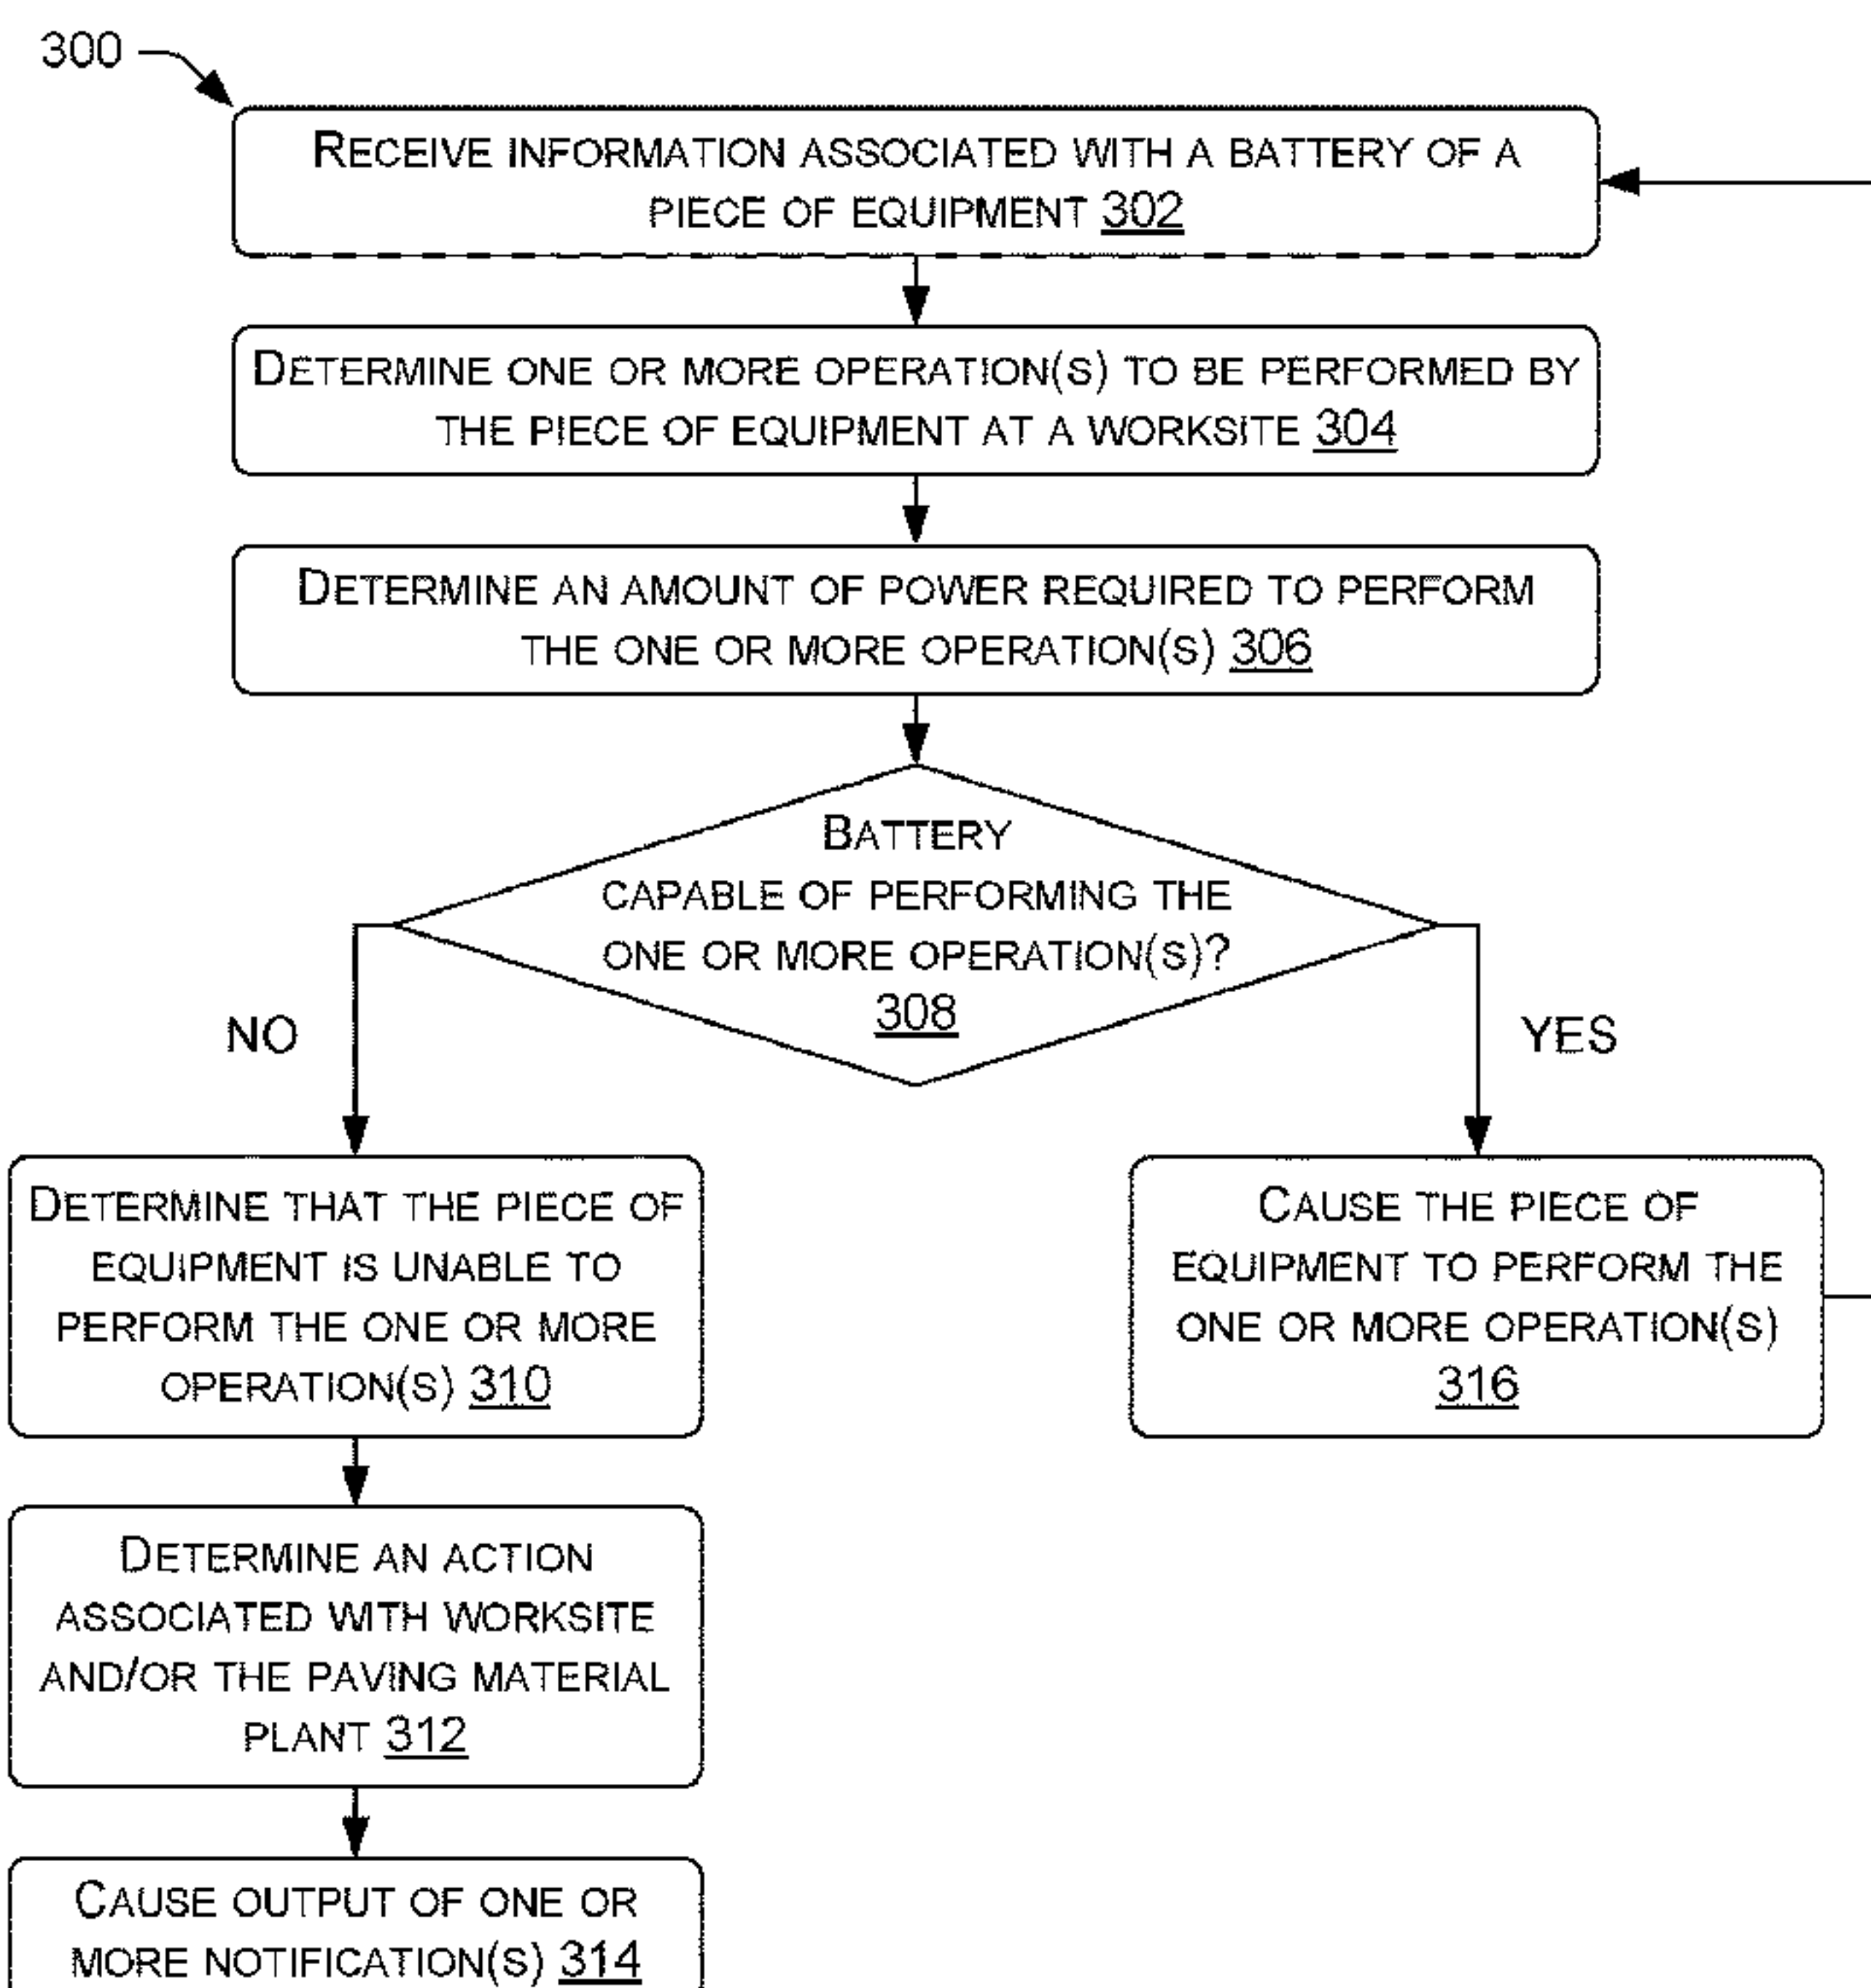 300
RECEIVE INFORMATION ASSOCIATED WITH A BATTERY OF A
PIECE OF EQUIPMENT 302
DETERMINE ONE OR MORE OPERATION(S) TO BE PERFORMED BY
THE PIECE OF EQUIPMENT AT A WORKSITE 304
DETERMINE AN AMOUNT OF POWER REQUIRED TO PERFORM
THE ONE OR MORE OPERATION(S) 306
BATTERY
CAPABLE OF PERFORMING THE
ONE OR MORE OPERATION(S)?
308
NO
YES
DETERMINE THAT THE PIECE OF
EQUIPMENT IS UNABLE TO
PERFORM THE ONE OR MORE
OPERATION(S) 310
CAUSE THE PIECE OF
EQUIPMENT TO PERFORM THE
ONE OR MORE OPERATION(S)
316
DETERMINE AN ACTION
ASSOCIATED WITH WORKSITE
AND/OR THE PAVING MATERIAL
PLANT 312
CAUSE OUTPUT OF ONE OR
MORE NOTIFICATION(S) 314